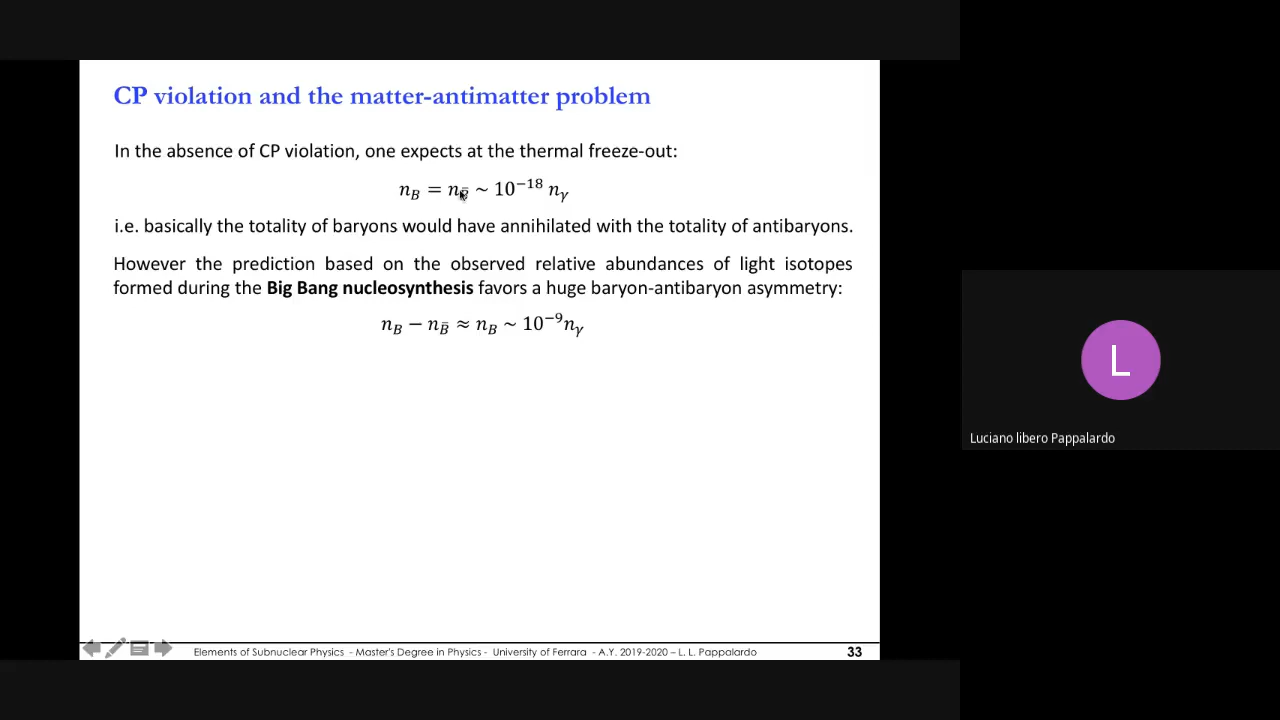 CP violation and the matter-antimatter problem
In the absence of CP violation, one expects at the thermal freeze-out:
n_B = n_B̅ ~ 10⁻¹⁸ n_γ
i.e. basically the totality of baryons would have annihilated with the totality of antibaryons.
However the prediction based on the observed relative abundances of light isotopes
formed during the Big Bang nucleosynthesis favors a huge baryon-antibaryon asymmetry:
n_B − n_B̅ ≈ n_B ~ 10⁻⁹n_γ
L
Luciano libero Pappalardo
Elements of Subnuclear Physics - Master's Degree in Physics - University of Ferrara - A.Y. 2019-2020 – L. L. Pappalardo
33